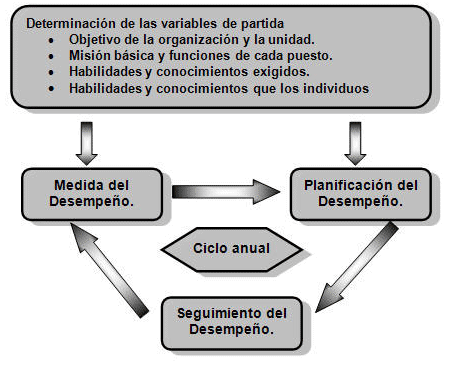 Determinación de las variables de partida
• Objetivo de la organización y la unidad.
• Misión básica y funciones de cada puesto.
• Habilidades y conocimientos exigidos.
• Habilidades y conocimientos que los individuos
Medida del
Desempeño.
Planificación del
Desempeño.
Ciclo anual
Seguimiento del
Desempeño.